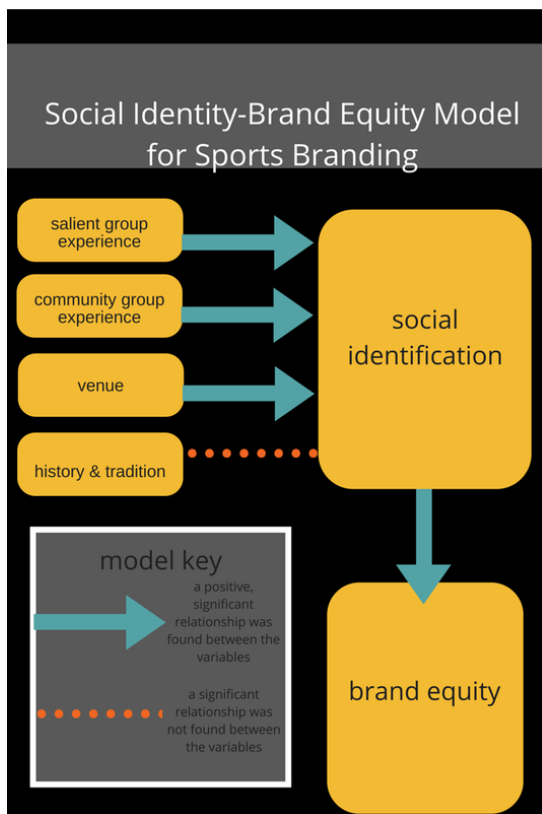 Social Identity-Brand Equity Model
for Sports Branding
salient group
experience
community group
experience
venue
history & tradition
social
identification
brand equity
model key
a positive,
significant
relationship was
found between the
variables
a significant
relationship was
not found between
the variables